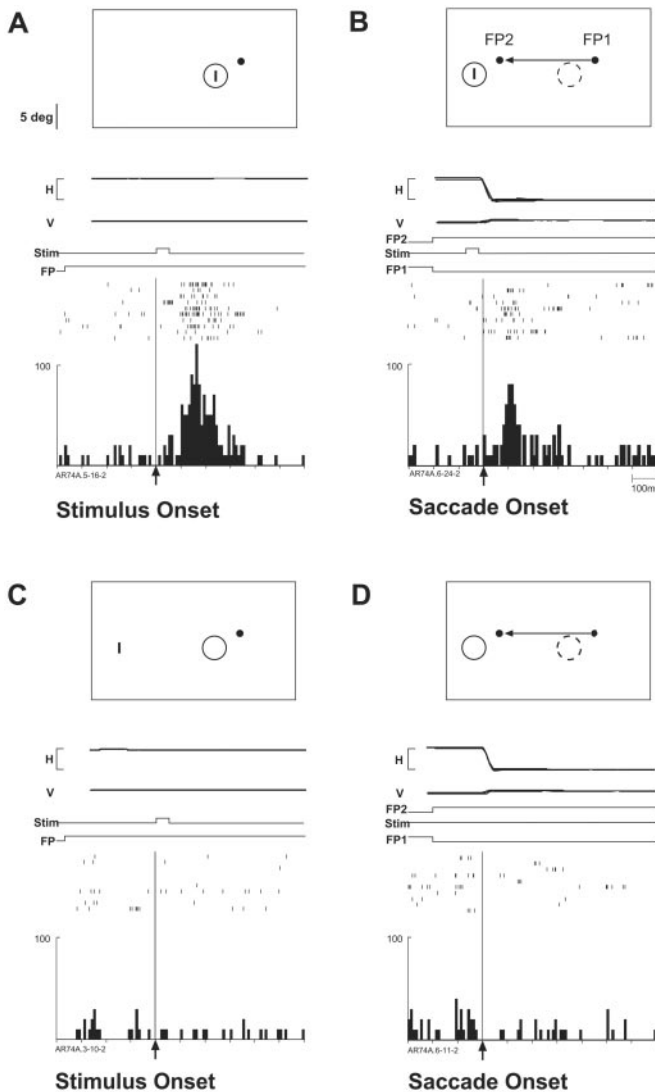 A
5 deg
I
H
V
Stim
FP
100
AR74A.5-16-2
Stimulus Onset
B
FP2 FP1
I
H
V
FP2
Stim
FP1
100
AR74A.6-24-2
100m
Saccade Onset
C
I
H
V
Stim
FP
100
AR74A.3-10-2
Stimulus Onset
D
H
V
FP2
Stim
FP1
100
AR74A.6-11-2
Saccade Onset